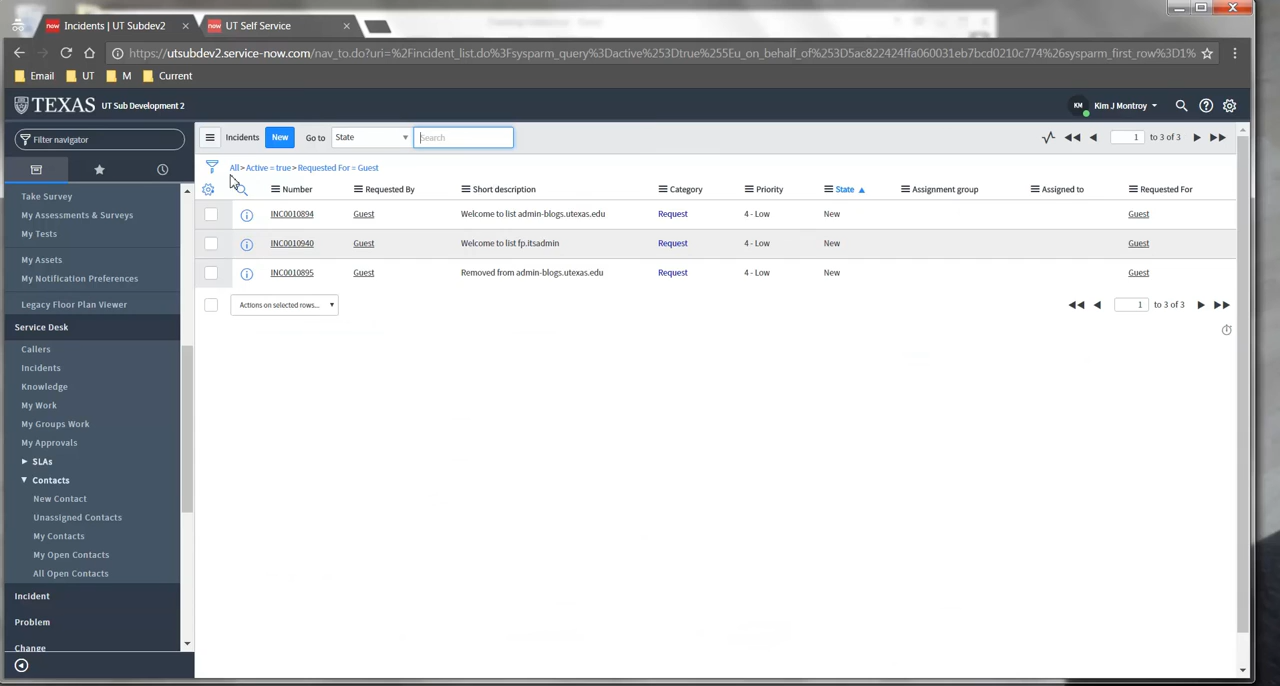 Incidents | UT Subdev2
UT Self Service
https://utsubdev2.service-now.com/nav_to.do?uri=%2Fincident_list.do%3Fsysparm_query%3Dactive%253Dtrue%255Eu_on_behalf_of%253D5ac822424ffa060031eb7bcd0210c774%26sysparm_first_row%3D1%
Email UT M Current
TEXAS UT Sub Development 2
KM Kim J Montroy
Filter navigator
Incidents New Go to State Search
1 to 3 of 3
All > Active = true > Requested For = Guest
Number Requested By Short description Category Priority State Assignment group Assigned to Requested For
INC0010894 Guest Welcome to list admin-blogs.utexas.edu Request 4 - Low New Guest
INC0010940 Guest Welcome to list fp.itsadmin Request 4 - Low New Guest
INC0010895 Guest Removed from admin-blogs.utexas.edu Request 4 - Low New Guest
Actions on selected rows...
1 to 3 of 3
Take Survey
My Assessments & Surveys
My Tests
My Assets
My Notification Preferences
Legacy Floor Plan Viewer
Service Desk
Callers
Incidents
Knowledge
My Work
My Groups Work
My Approvals
SLAs
Contacts
New Contact
Unassigned Contacts
My Contacts
My Open Contacts
All Open Contacts
Incident
Problem
Change